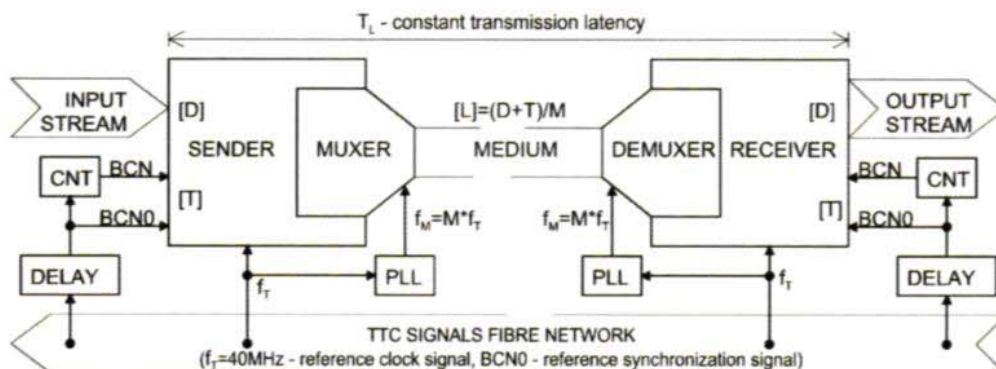 T_L - constant transmission latency
INPUT
STREAM
[D]
SENDER
[T]
MUXER
[L]=(D+T)/M
MEDIUM
DEMUXER
RECEIVER
[D]
[T]
OUTPUT
STREAM
CNT
BCN
BCN0
DELAY
f_T
f_M=M*f_T
PLL
f_M=M*f_T
PLL
f_T
BCN
CNT
BCN0
DELAY
TTC SIGNALS FIBRE NETWORK
(f_T=40MHz - reference clock signal, BCN0 - reference synchronization signal)